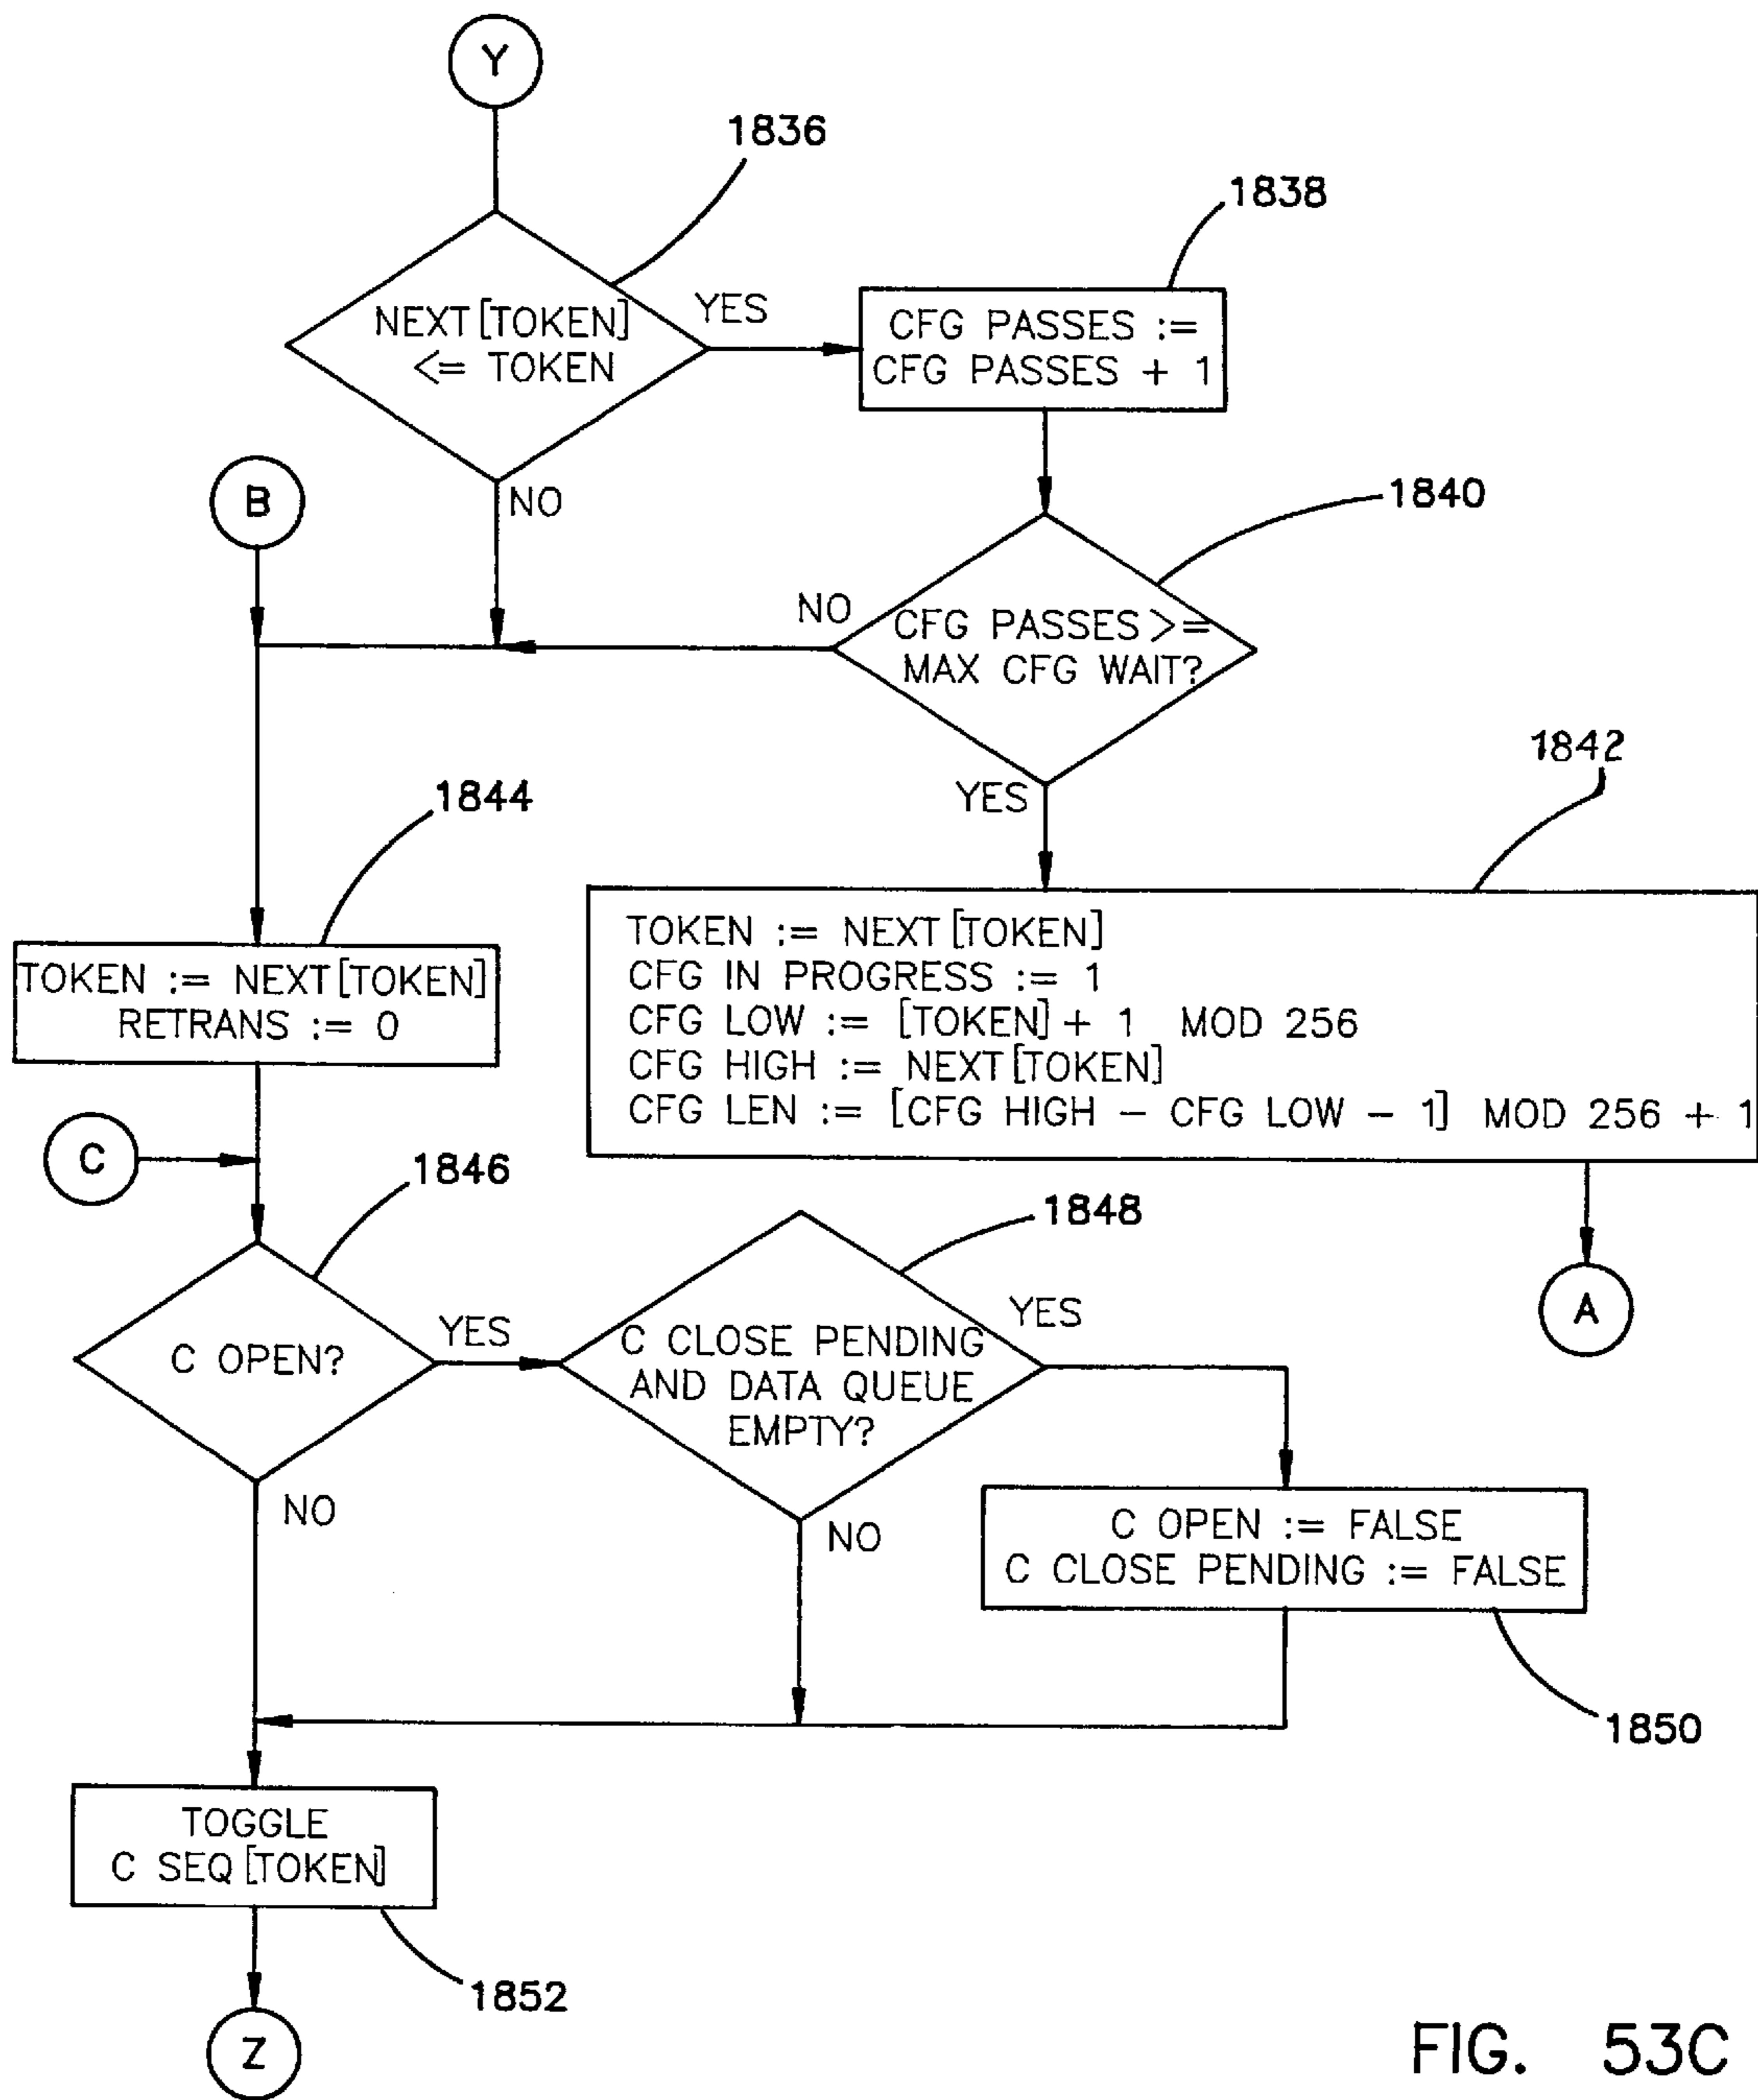 Y
1836
1838
NEXT[TOKEN]
<= TOKEN
YES
CFG PASSES :=
CFG PASSES + 1
B
NO
1840
NO
CFG PASSES >=
MAX CFG WAIT?
YES
1842
1844
TOKEN := NEXT[TOKEN]
RETRANS := 0
TOKEN := NEXT[TOKEN]
CFG IN PROGRESS := 1
CFG LOW := [TOKEN] + 1 MOD 256
CFG HIGH := NEXT[TOKEN]
CFG LEN := [CFG HIGH - CFG LOW - 1] MOD 256 + 1
C
1846
1848
A
C OPEN?
YES
C CLOSE PENDING
AND DATA QUEUE
EMPTY?
YES
NO
NO
C OPEN := FALSE
C CLOSE PENDING := FALSE
1850
TOGGLE
C SEQ[TOKEN]
1852
Z
FIG. 53C